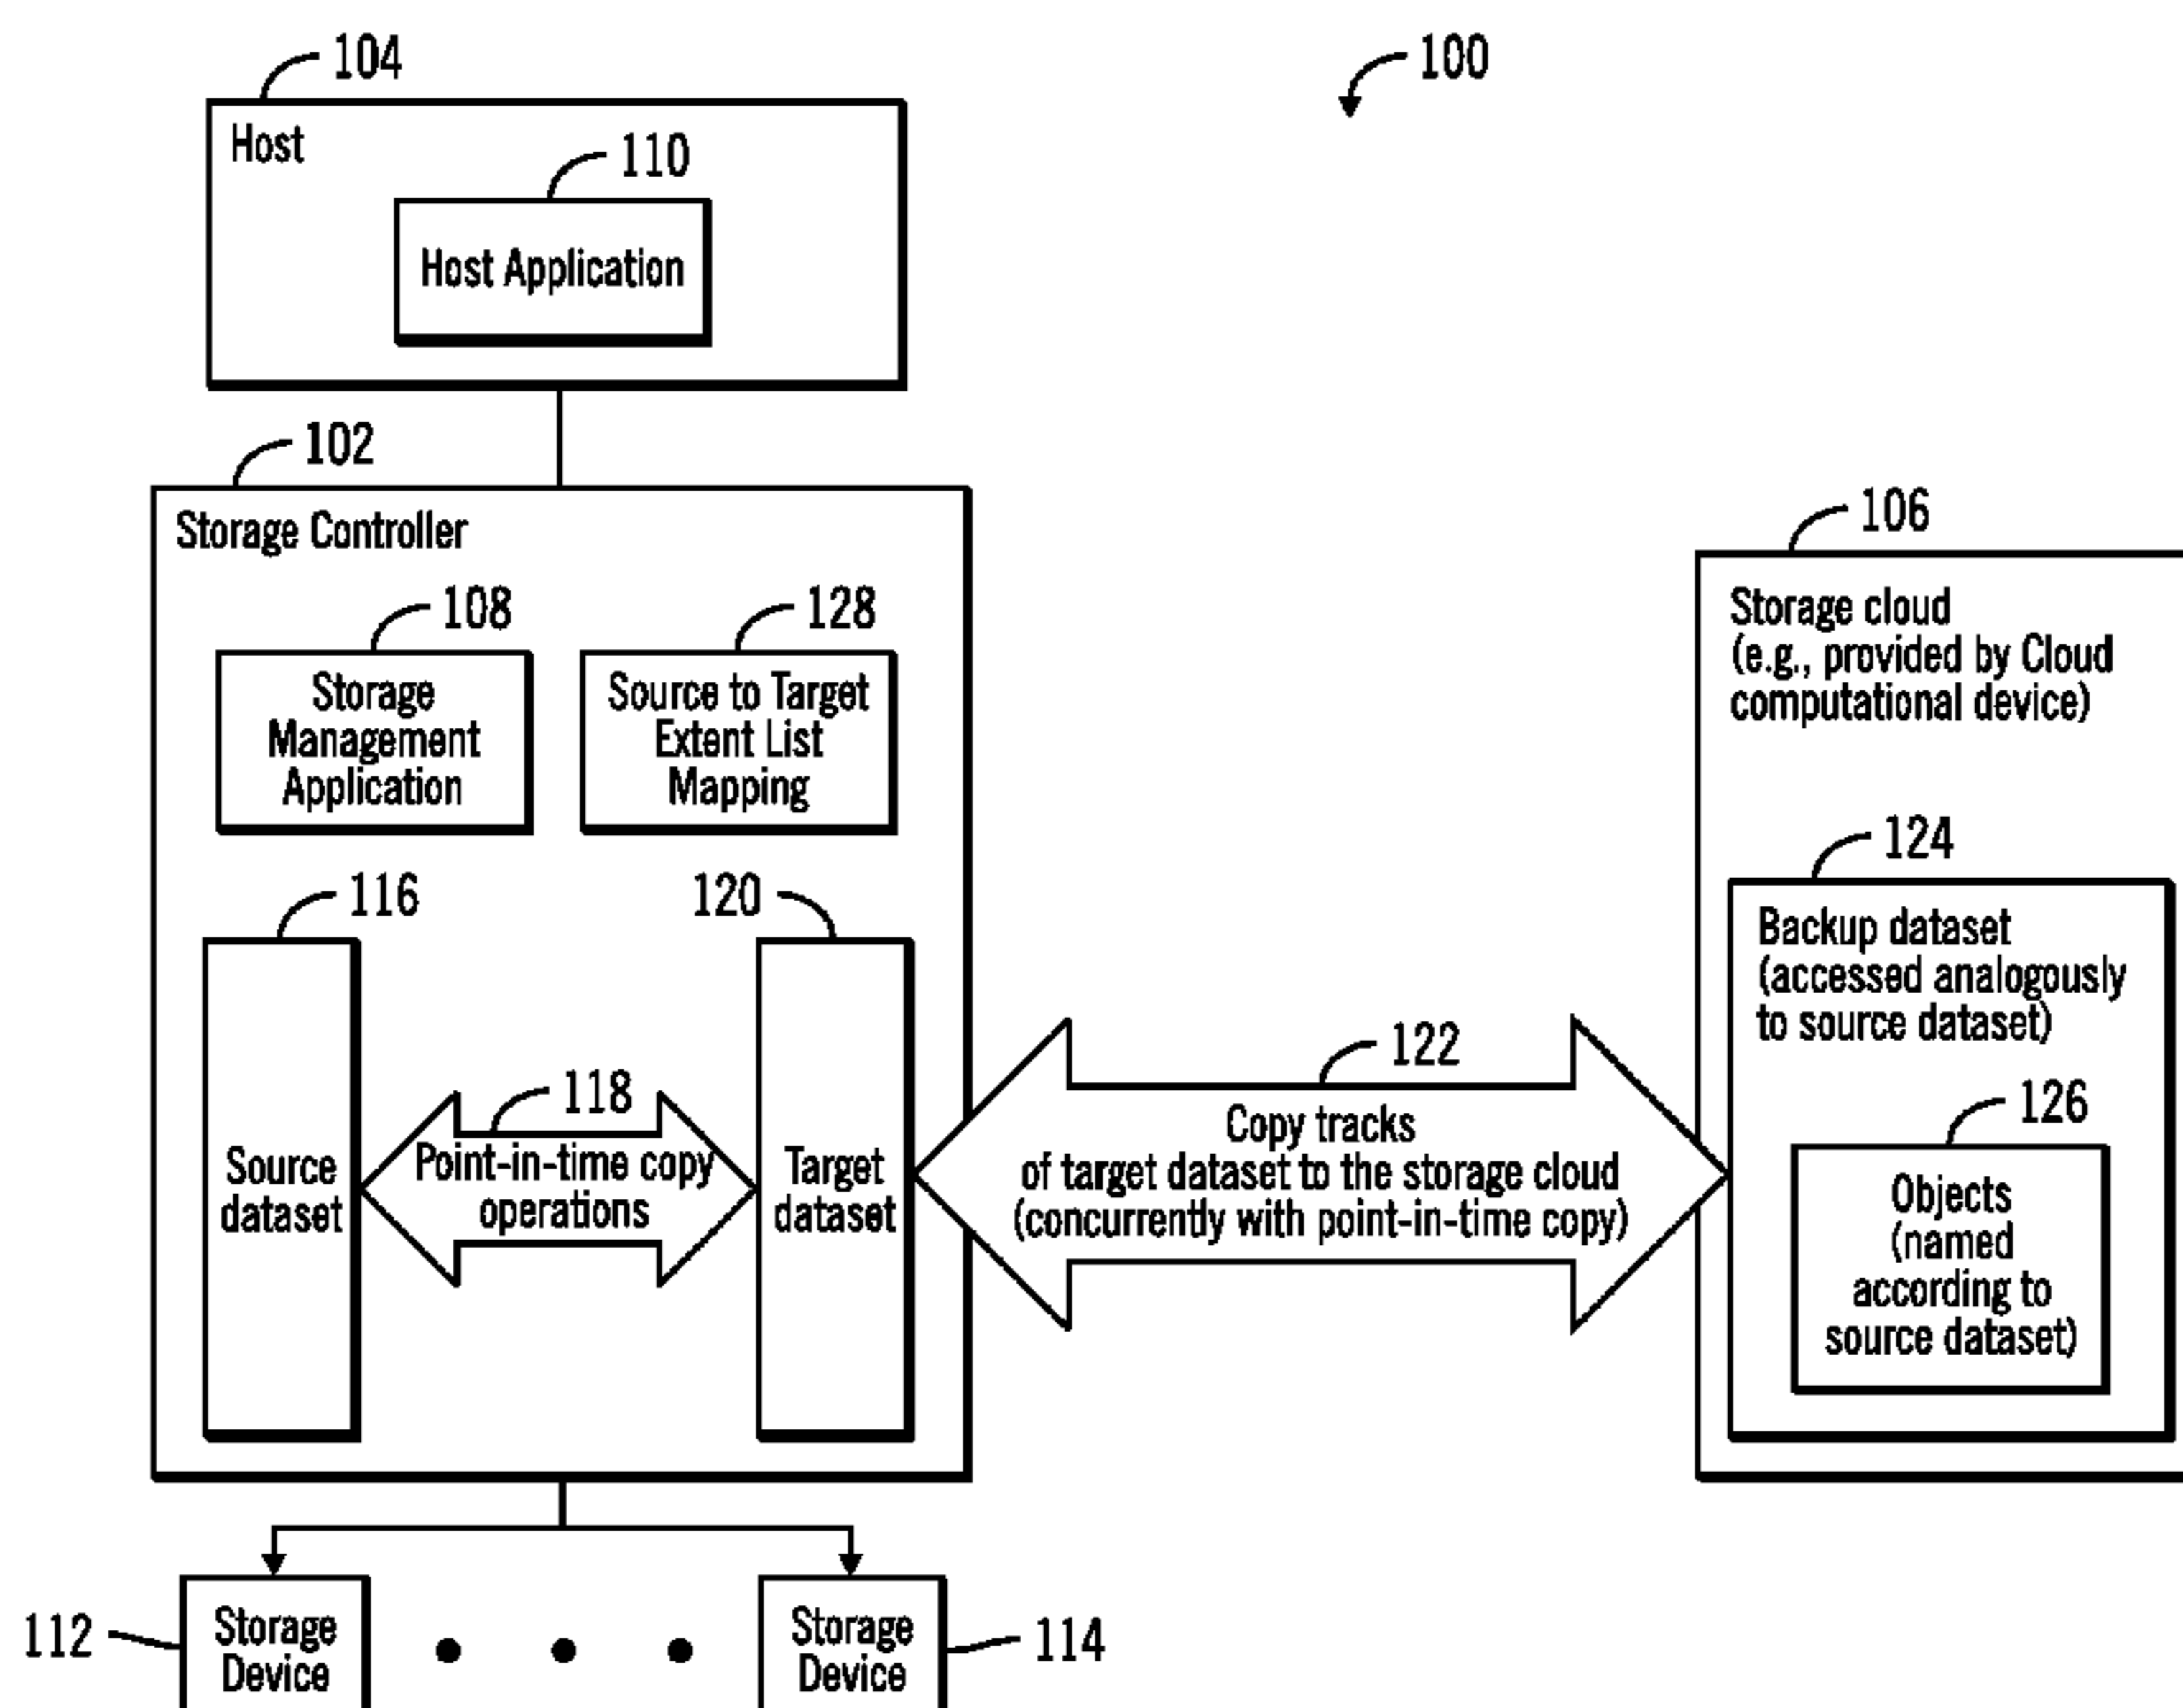 104
100
Host
110
Host Application
102
Storage Controller
106
108
128
Storage
Management
Application
Source to Target
Extent List
Mapping
Storage cloud
(e.g., provided by Cloud
computational device)
116
120
124
Backup dataset
(accessed analogously
to source dataset)
118
Source
dataset
Point-in-time copy
operations
Target
dataset
122
Copy tracks
of target dataset to the storage cloud
(concurrently with point-in-time copy)
126
Objects
(named
according to
source dataset)
112
Storage
Device
Storage
Device
114